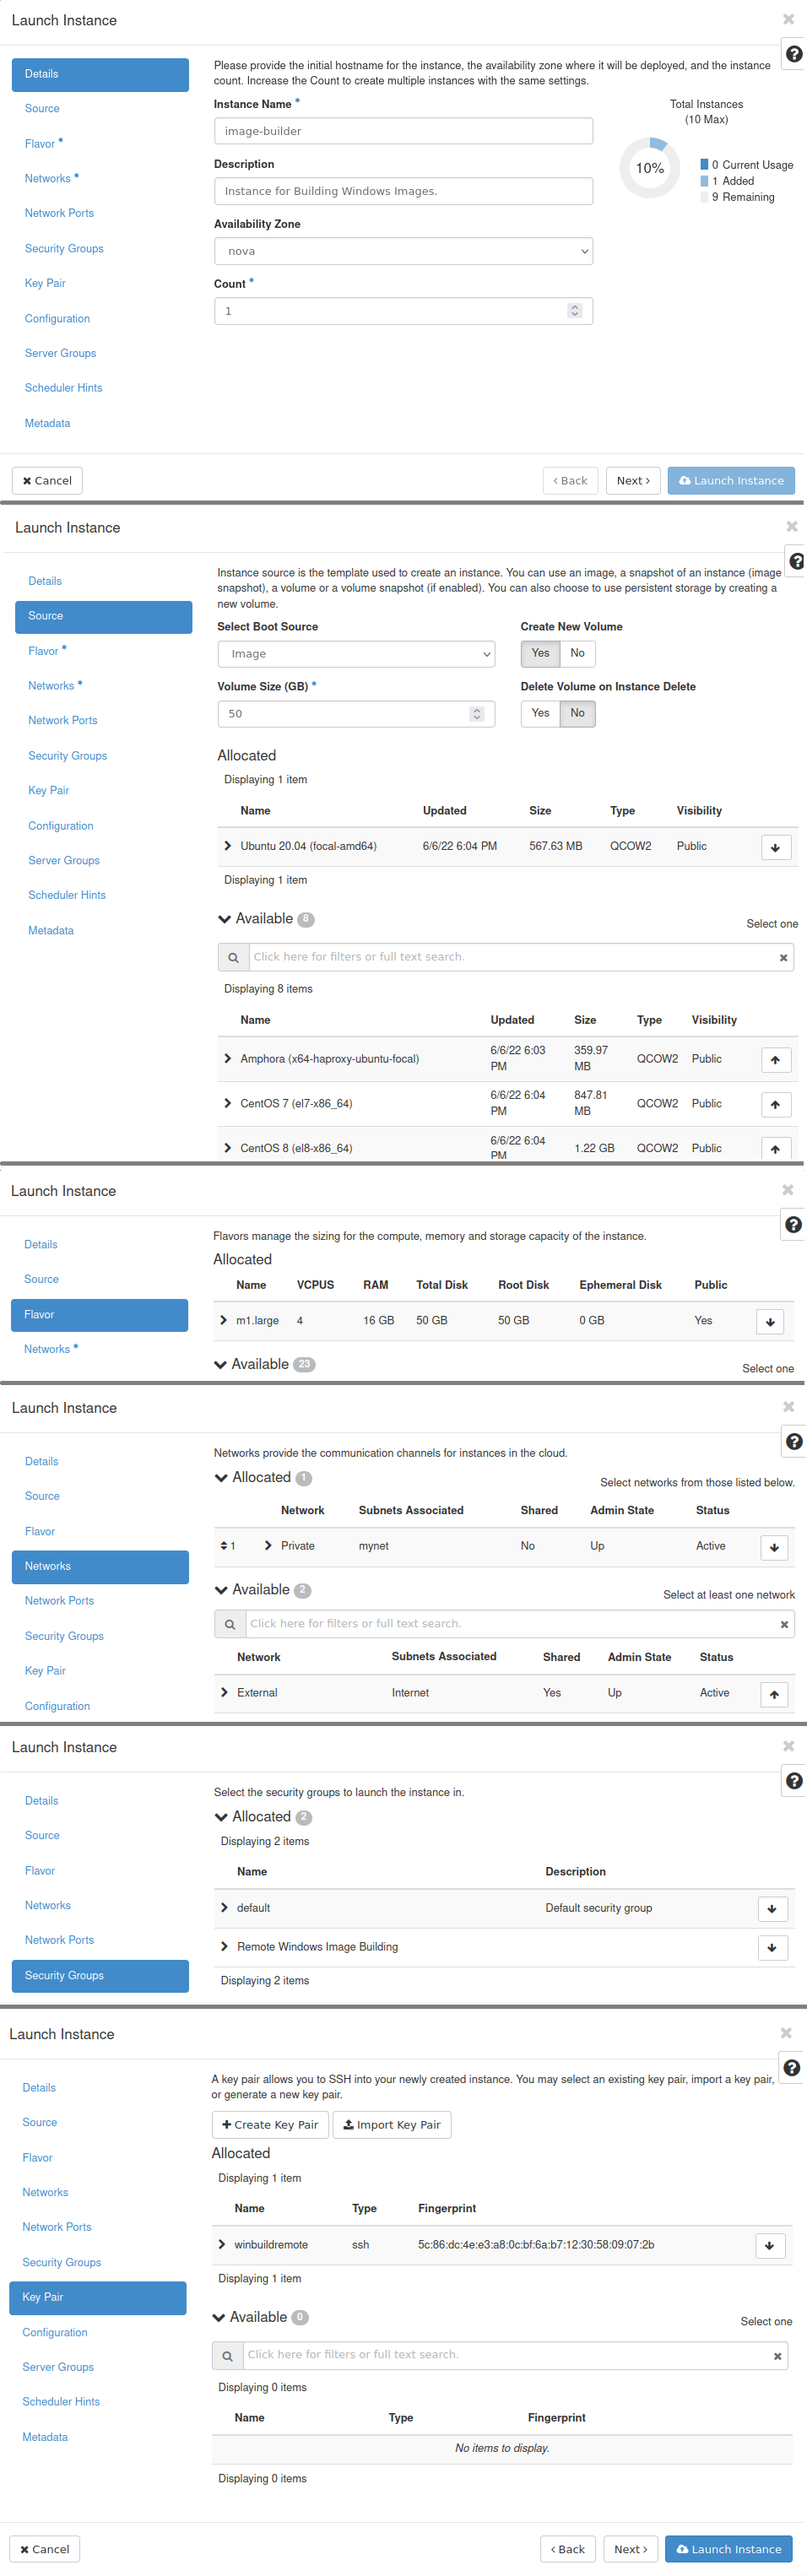 Launch Instance
Details
Source
Flavor *
Networks *
Network Ports
Security Groups
Key Pair
Configuration
Server Groups
Scheduler Hints
Metadata
Please provide the initial hostname for the instance, the availability zone where it will be deployed, and the instance
count. Increase the Count to create multiple instances with the same settings.
Instance Name *
image-builder
Description
Instance for Building Windows Images.
Availability Zone
nova
Count *
1
Total Instances
(10 Max)
10%
0 Current Usage
1 Added
9 Remaining
Cancel
‹ Back
Next ›
Launch Instance
Launch Instance
Details
Source
Flavor *
Networks *
Network Ports
Security Groups
Key Pair
Configuration
Server Groups
Scheduler Hints
Metadata
Instance source is the template used to create an instance. You can use an image, a snapshot of an instance (image
snapshot), a volume or a volume snapshot (if enabled). You can also choose to use persistent storage by creating a
new volume.
Select Boot Source
Image
Create New Volume
Yes No
Volume Size (GB) *
50
Delete Volume on Instance Delete
Yes No
Allocated
Displaying 1 item
Name Updated Size Type Visibility
Ubuntu 20.04 (focal-amd64) 6/6/22 6:04 PM 567.63 MB QCOW2 Public
Displaying 1 item
Available 8
Select one
Click here for filters or full text search.
Displaying 8 items
Name Updated Size Type Visibility
Amphora (x64-haproxy-ubuntu-focal) 6/6/22 6:03 PM 359.97 MB QCOW2 Public
CentOS 7 (el7-x86_64) 6/6/22 6:04 PM 847.81 MB QCOW2 Public
CentOS 8 (el8-x86_64) 6/6/22 6:04 PM 1.22 GB QCOW2 Public
Launch Instance
Details
Source
Flavor
Networks *
Flavors manage the sizing for the compute, memory and storage capacity of the instance.
Allocated
Name VCPUS RAM Total Disk Root Disk Ephemeral Disk Public
m1.large 4 16 GB 50 GB 50 GB 0 GB Yes
Available 23
Select one
Launch Instance
Details
Source
Flavor
Networks
Network Ports
Security Groups
Key Pair
Configuration
Networks provide the communication channels for instances in the cloud.
Allocated 1
Select networks from those listed below.
Network Subnets Associated Shared Admin State Status
1 Private mynet No Up Active
Available 2
Select at least one network
Click here for filters or full text search.
Network Subnets Associated Shared Admin State Status
External Internet Yes Up Active
Launch Instance
Details
Source
Flavor
Networks
Network Ports
Security Groups
Select the security groups to launch the instance in.
Allocated 2
Displaying 2 items
Name Description
default Default security group
Remote Windows Image Building
Displaying 2 items
Launch Instance
Details
Source
Flavor
Networks
Network Ports
Security Groups
Key Pair
Configuration
Server Groups
Scheduler Hints
Metadata
A key pair allows you to SSH into your newly created instance. You may select an existing key pair, import a key pair,
or generate a new key pair.
Create Key Pair
Import Key Pair
Allocated
Displaying 1 item
Name Type Fingerprint
winbuildremote ssh 5c:86:dc:4e:e3:a8:0c:bf:6a:b7:12:30:58:09:07:2b
Displaying 1 item
Available 0
Select one
Click here for filters or full text search.
Displaying 0 items
Name Type Fingerprint
No items to display.
Displaying 0 items
Cancel
‹ Back
Next ›
Launch Instance